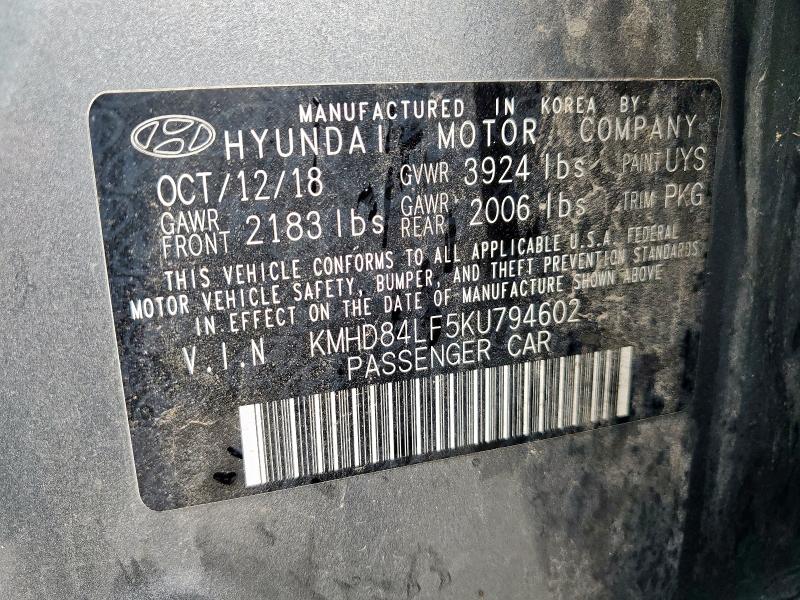 MANUFACTURED IN KOREA BY
HYUNDAI MOTOR COMPANY
OCT/12/18 GVWR 3924 lbs PAINT UYS
GAWR FRONT 2183 lbs GAWR REAR 2006 lbs TRIM PKG
THIS VEHICLE CONFORMS TO ALL APPLICABLE U.S.A. FEDERAL
MOTOR VEHICLE SAFETY, BUMPER, AND THEFT PREVENTION STANDARDS
IN EFFECT ON THE DATE OF MANUFACTURE SHOWN ABOVE
V.I.N KMHD84LF5KU794602
PASSENGER CAR